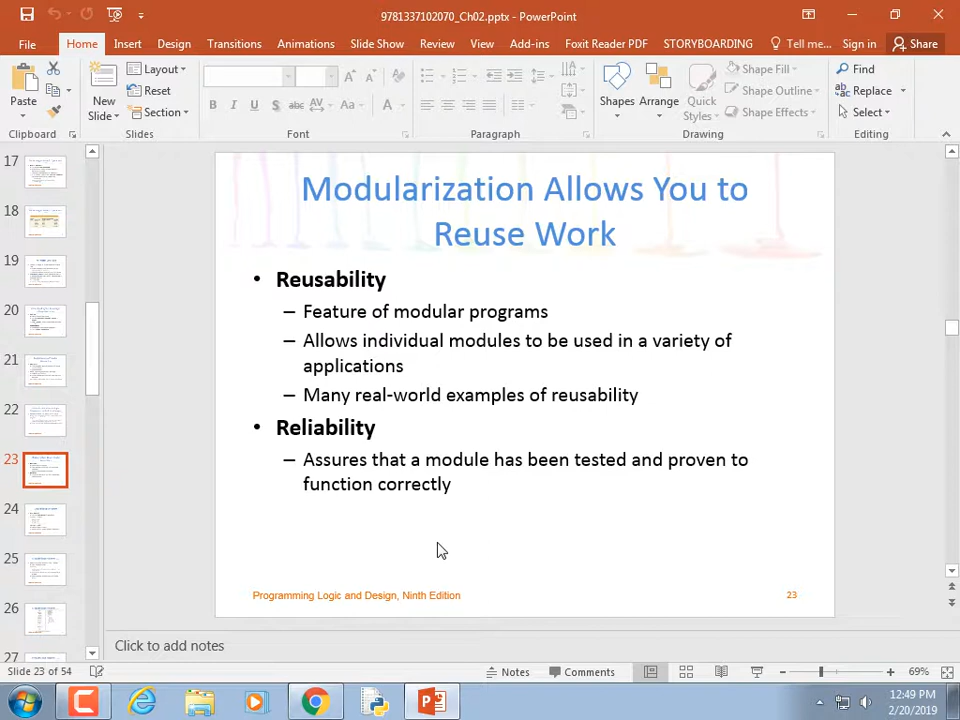 9781337102070_Ch02.pptx - PowerPoint
File Home Insert Design Transitions Animations Slide Show Review View Add-ins Foxit Reader PDF STORYBOARDING Tell me... Sign in Share
Paste
New
Slide
Layout
Reset
Section
B I U S abc AV Aa A
Shapes
Arrange
Quick
Styles
Shape Fill
Shape Outline
Shape Effects
Find
Replace
Select
Clipboard Slides Font Paragraph Drawing Editing
17
18
19
20
21
22
23
24
25
26
27
Modularization Allows You to
Reuse Work
• Reusability
– Feature of modular programs
– Allows individual modules to be used in a variety of
applications
– Many real-world examples of reusability
• Reliability
– Assures that a module has been tested and proven to
function correctly
Programming Logic and Design, Ninth Edition 23
Click to add notes
Slide 23 of 54 Notes Comments 69%
12:49 PM
2/20/2019